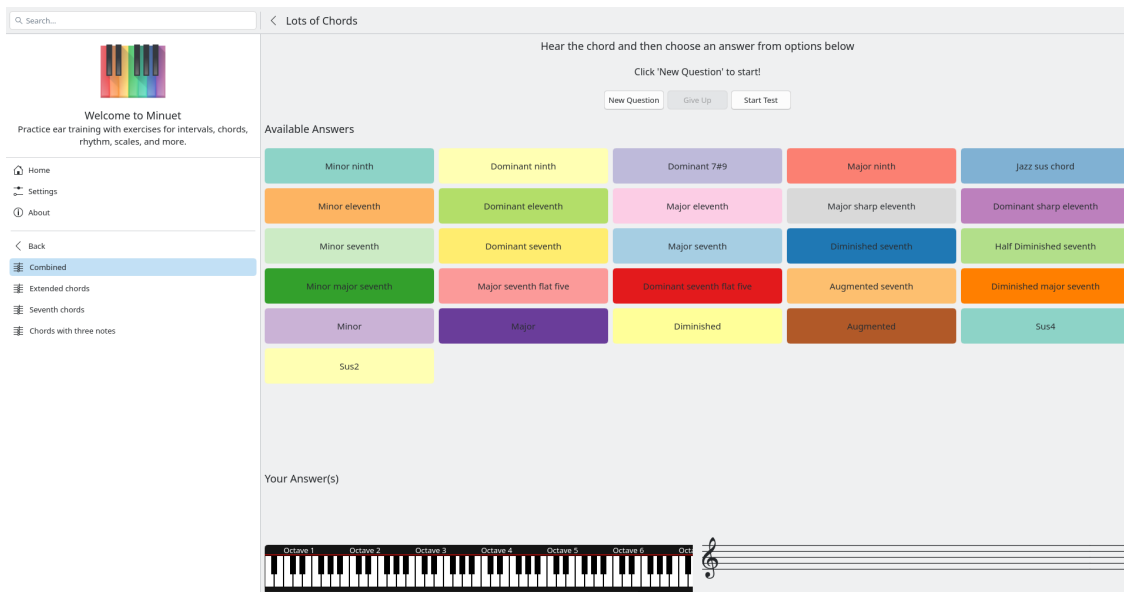 Search...
Lots of Chords
Welcome to Minuet
Practice ear training with exercises for intervals, chords,
rhythm, scales, and more.
Home
Settings
About
Back
Combined
Extended chords
Seventh chords
Chords with three notes
Hear the chord and then choose an answer from options below
Click 'New Question' to start!
New Question
Give Up
Start Test
Available Answers
Minor ninth
Dominant ninth
Dominant 7#9
Major ninth
Jazz sus chord
Minor eleventh
Dominant eleventh
Major eleventh
Major sharp eleventh
Dominant sharp eleventh
Minor seventh
Dominant seventh
Major seventh
Diminished seventh
Half Diminished seventh
Minor major seventh
Major seventh flat five
Dominant seventh flat five
Augmented seventh
Diminished major seventh
Minor
Major
Diminished
Augmented
Sus4
Sus2
Your Answer(s)
Octave 1
Octave 2
Octave 3
Octave 4
Octave 5
Octave 6
Octa